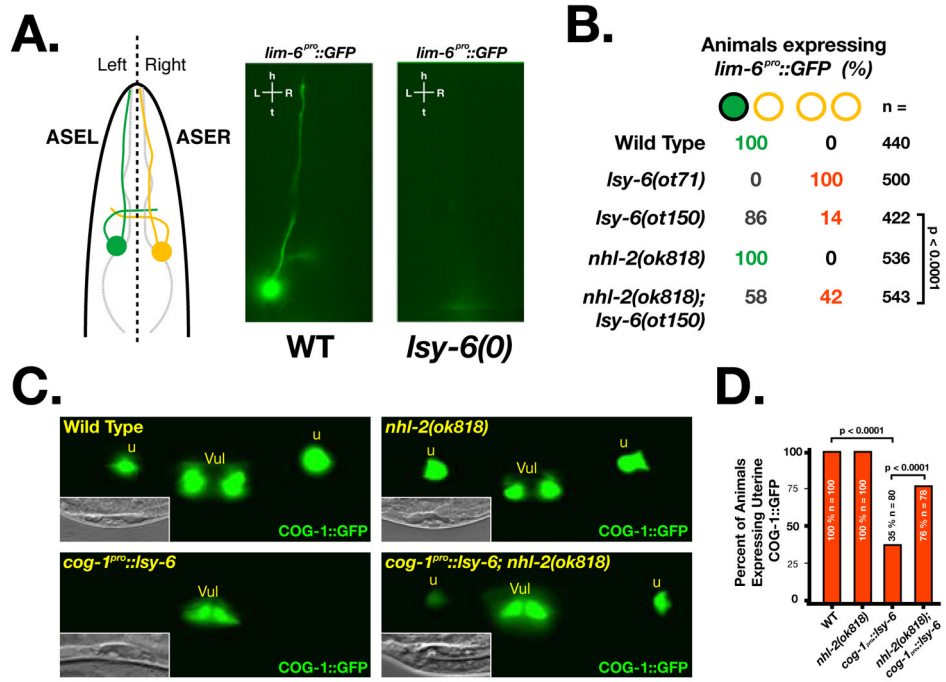 A.
Left Right
ASEL
ASER
lim-6pro::GFP
h
L R
t
WT
lim-6pro::GFP
h
L R
t
lsy-6(0)
B.
Animals expressing
lim-6pro::GFP (%)
n =
Wild Type 100 0 440
lsy-6(ot71) 0 100 500
lsy-6(ot150) 86 14 422
nhl-2(ok818) 100 0 536
nhl-2(ok818); 58 42 543
lsy-6(ot150)
p < 0.0001
C.
Wild Type
u
Vul
u
COG-1::GFP
nhl-2(ok818)
u
Vul
u
COG-1::GFP
cog-1pro::lsy-6
Vul
COG-1::GFP
cog-1pro::lsy-6; nhl-2(ok818)
u
Vul
u
COG-1::GFP
D.
p < 0.0001
p < 0.0001
Percent of Animals
Expressing Uterine
COG-1::GFP
100
75
50
25
0
100 % n = 100
100 % n = 100
35 % n = 80
76 % n = 78
WT
nhl-2(ok818)
cog-1pro::lsy-6
nhl-2(ok818);
cog-1pro::lsy-6